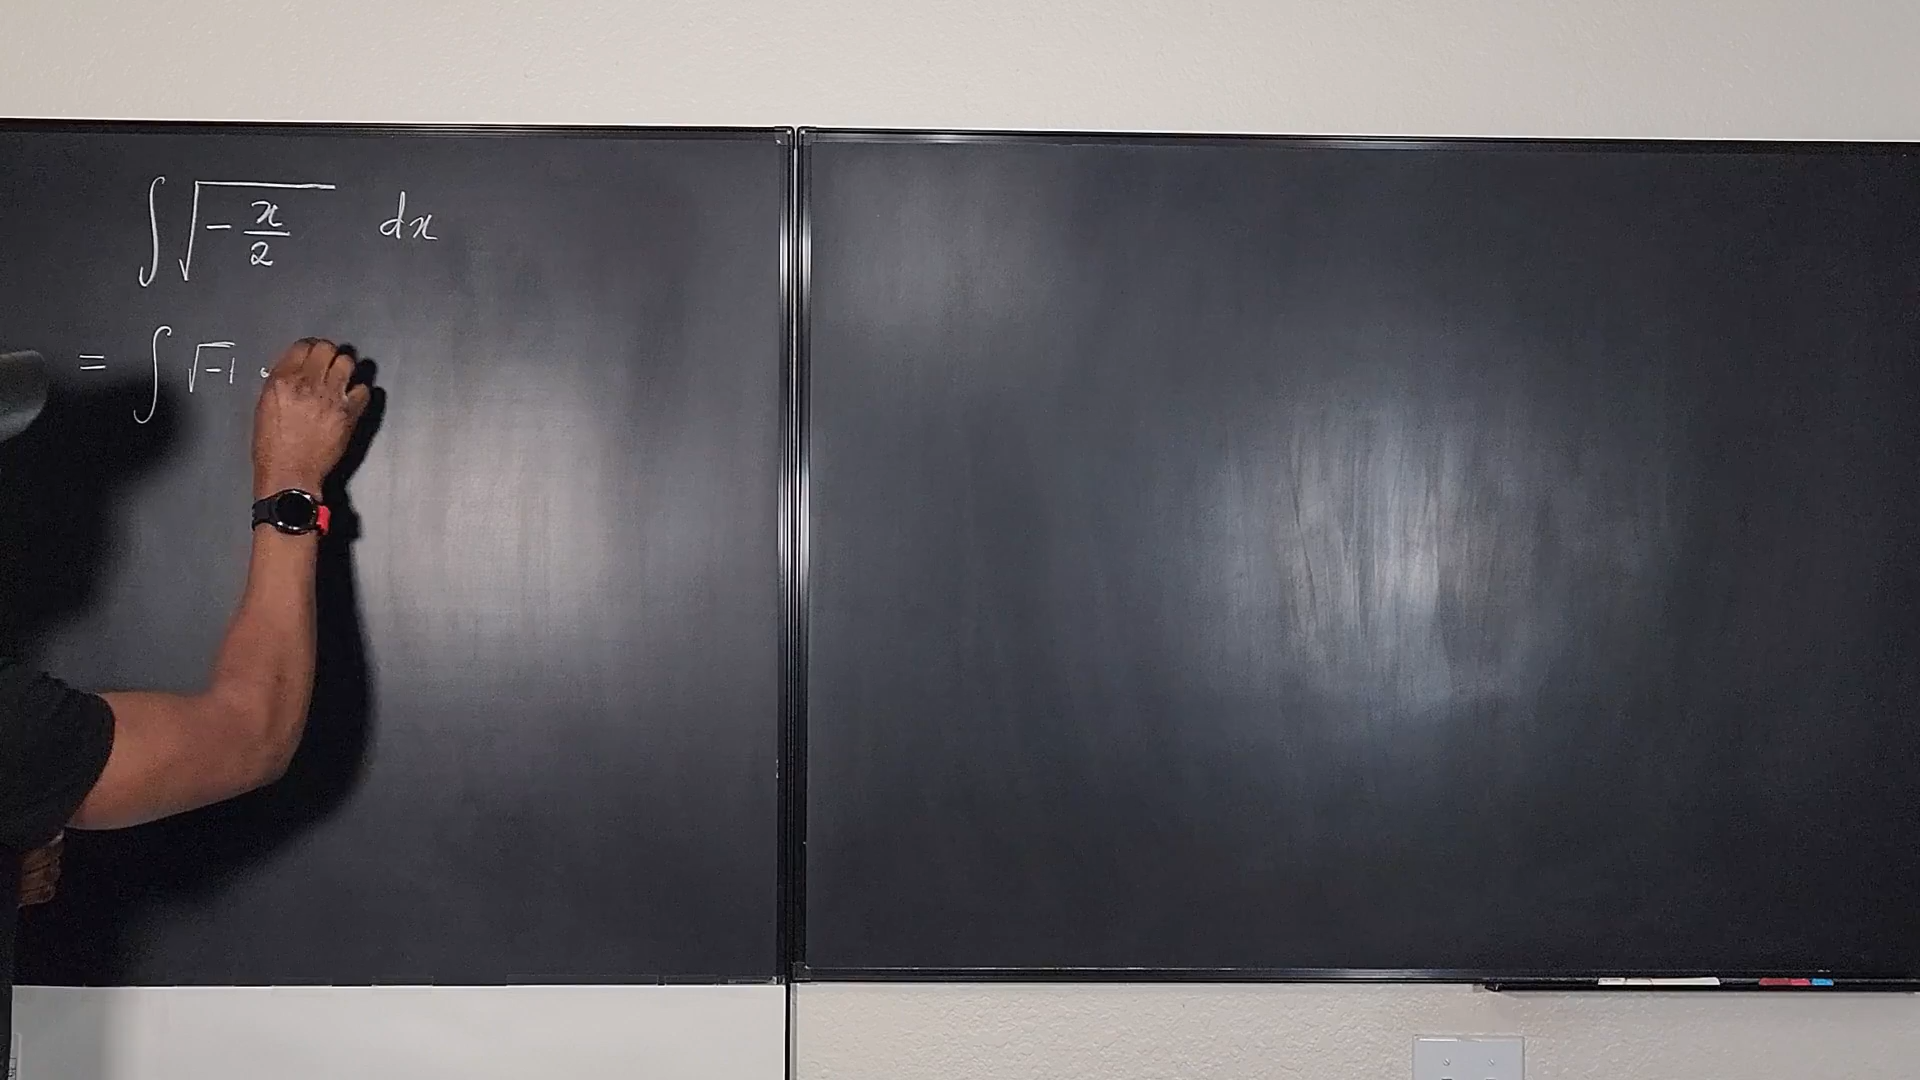 ∫ √(-x/2) dx
= ∫ √-1